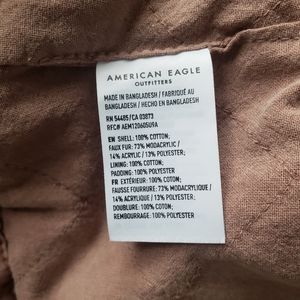 AMERICAN EAGLE
OUTFITTERS
MADE IN BANGLADESH / FABRIQUÉ AU
BANGLADESH / HECHO EN BANGLADESH
RN 54485/CA 03873
RFC# AEM120605U9A
EN SHELL: 100% COTTON;
FAUX FUR: 73% MODACRYLIC /
14% ACRYLIC / 13% POLYESTER;
LINING: 100% COTTON;
PADDING: 100% POLYESTER
FR EXTÉRIEUR: 100% COTON;
FAUSSE FOURRURE: 73% MODACRYLIQUE /
14% ACRYLIQUE / 13% POLYESTER;
DOUBLURE: 100% COTON;
REMBOURRAGE: 100% POLYESTER